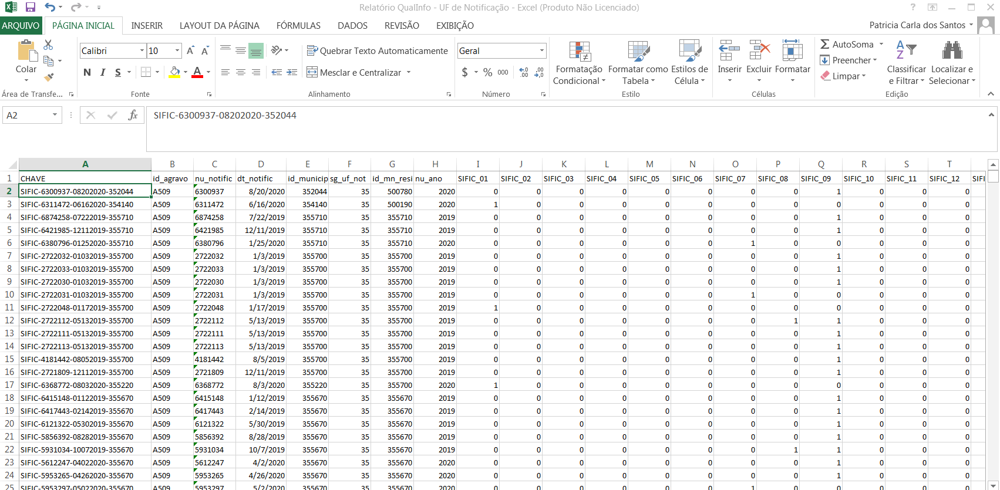 Relatório QualInfo - UF de Notificação - Excel (Produto Não Licenciado)
ARQUIVO PÁGINA INICIAL INSERIR LAYOUT DA PÁGINA FÓRMULAS DADOS REVISÃO EXIBIÇÃO Patricia Carla dos Santos
Colar
Área de Transfe...
Calibri 10
N I S
Fonte
Quebrar Texto Automaticamente
Mesclar e Centralizar
Alinhamento
Geral
$ % 000
Número
Formatação Condicional
Formatar como Tabela
Estilos de Célula
Estilo
Inserir Excluir Formatar
Células
AutoSoma
Preencher
Limpar
Classificar e Filtrar
Localizar e Selecionar
Edição
A2 fx SIFIC-6300937-08202020-352044
A B C D E F G H I J K L M N O P Q R S T
1 CHAVE id_agravo nu_notific dt_notific id_municip sg_uf_not id_mn_resi nu_ano SIFIC_01 SIFIC_02 SIFIC_03 SIFIC_04 SIFIC_05 SIFIC_06 SIFIC_07 SIFIC_08 SIFIC_09 SIFIC_10 SIFIC_11 SIFIC_12 SIFI
2 SIFIC-6300937-08202020-352044 A509 6300937 8/20/2020 352044 35 500780 2020 0 0 0 0 0 0 0 0 1 0 0 0
3 SIFIC-6311472-06162020-354140 A509 6311472 6/16/2020 354140 35 500190 2020 1 0 0 0 0 0 0 0 0 0 0 0
4 SIFIC-6874258-07222019-355710 A509 6874258 7/22/2019 355710 35 355710 2019 0 0 0 0 0 0 0 0 1 0 0 0
5 SIFIC-6421985-12112019-355710 A509 6421985 12/11/2019 355710 35 355710 2019 0 0 0 0 0 0 0 0 1 0 0 0
6 SIFIC-6380796-01252020-355710 A509 6380796 1/25/2020 355710 35 355710 2020 0 0 0 0 0 0 1 0 0 0 0 0
7 SIFIC-2722032-01032019-355700 A509 2722032 1/3/2019 355700 35 355700 2019 0 0 0 0 0 0 0 0 1 0 0 0
8 SIFIC-2722033-01032019-355700 A509 2722033 1/3/2019 355700 35 355700 2019 0 0 0 0 0 0 0 0 1 0 0 0
9 SIFIC-2722030-01032019-355700 A509 2722030 1/3/2019 355700 35 355700 2019 0 0 0 0 0 0 0 0 1 0 0 0
10 SIFIC-2722031-01032019-355700 A509 2722031 1/3/2019 355700 35 355700 2019 0 0 0 0 0 0 1 0 0 0 0 0
11 SIFIC-2722048-01172019-355700 A509 2722048 1/17/2019 355700 35 355700 2019 1 0 0 0 0 0 0 0 0 0 0 0
12 SIFIC-2722112-05132019-355700 A509 2722112 5/13/2019 355700 35 355700 2019 0 0 0 0 0 0 0 1 1 0 0 0
13 SIFIC-2722111-05132019-355700 A509 2722111 5/13/2019 355700 35 355700 2019 0 0 0 0 0 0 0 0 1 0 0 0
14 SIFIC-2722113-05132019-355700 A509 2722113 5/13/2019 355700 35 355700 2019 0 0 0 0 0 0 0 0 1 0 0 0
15 SIFIC-4181442-08052019-355700 A509 4181442 8/5/2019 355700 35 355700 2019 0 0 0 0 0 0 0 0 1 0 0 0
16 SIFIC-2721809-12112019-355700 A509 2721809 12/11/2019 355700 35 355700 2019 0 0 0 0 0 0 0 0 1 0 0 0
17 SIFIC-6368772-08032020-355220 A509 6368772 8/3/2020 355220 35 355700 2020 1 0 0 0 0 0 0 0 0 0 0 0
18 SIFIC-6415148-01122019-355670 A509 6415148 1/12/2019 355670 35 355670 2019 0 0 0 0 0 0 0 0 1 0 0 0
19 SIFIC-6417443-02142019-355670 A509 6417443 2/14/2019 355670 35 355670 2019 0 0 0 0 0 0 0 0 1 0 0 0
20 SIFIC-6121322-05302019-355670 A509 6121322 5/30/2019 355670 35 355670 2019 0 0 0 0 0 0 0 0 1 0 0 0
21 SIFIC-5856392-08282019-355670 A509 5856392 8/28/2019 355670 35 355670 2019 0 0 0 0 0 0 0 0 1 0 0 0
22 SIFIC-5931034-10072019-355670 A509 5931034 10/7/2019 355670 35 355670 2019 0 0 0 0 0 0 0 1 1 0 0 0
23 SIFIC-5612247-04022020-355670 A509 5612247 4/2/2020 355670 35 355670 2020 0 0 0 0 0 0 0 0 1 0 0 0
24 SIFIC-5953265-04262020-355670 A509 5953265 4/26/2020 355670 35 355670 2020 0 0 0 0 0 0 0 0 1 0 0 0
25 SIFIC-5953297-05022020-355670 A509 5953297 5/2/2020 355670 35 355670 2020 0 0 0 0 0 0 1 0 0 0 0 0